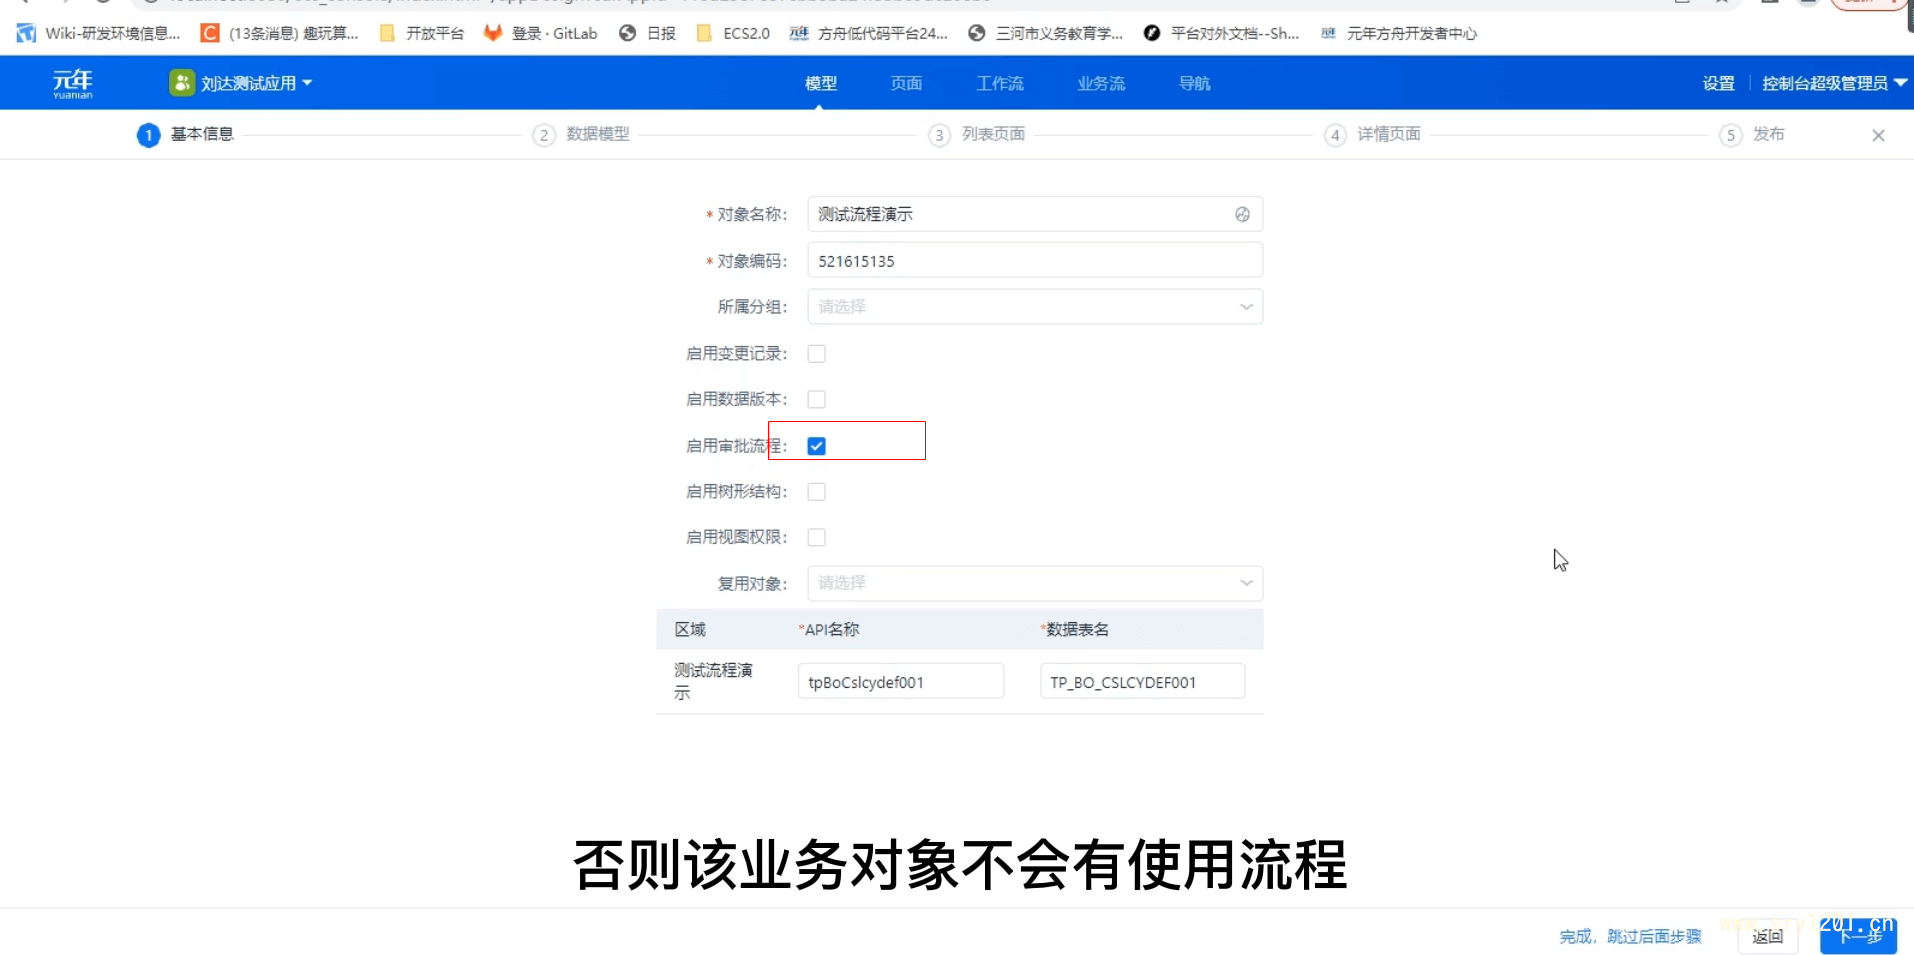 Wiki-研发环境信息... (13条消息) 趣玩算... 开放平台 登录 · GitLab 日报 ECS2.0 方舟低代码平台24... 三河市义务教育学... 平台对外文档--Sh... 元年方舟开发者中心
元年 yuanian 刘达测试应用 模型 页面 工作流 业务流 导航 设置 控制台超级管理员
1 基本信息 2 数据模型 3 列表页面 4 详情页面 5 发布
* 对象名称: 测试流程演示
* 对象编码: 521615135
所属分组: 请选择
启用变更记录:
启用数据版本:
启用审批流程:
启用树形结构:
启用视图权限:
复用对象: 请选择
区域 *API名称 *数据表名
测试流程演示 tpBoCslcydef001 TP_BO_CSLCYDEF001
否则该业务对象不会有使用流程
完成，跳过后面步骤 返回 下一步